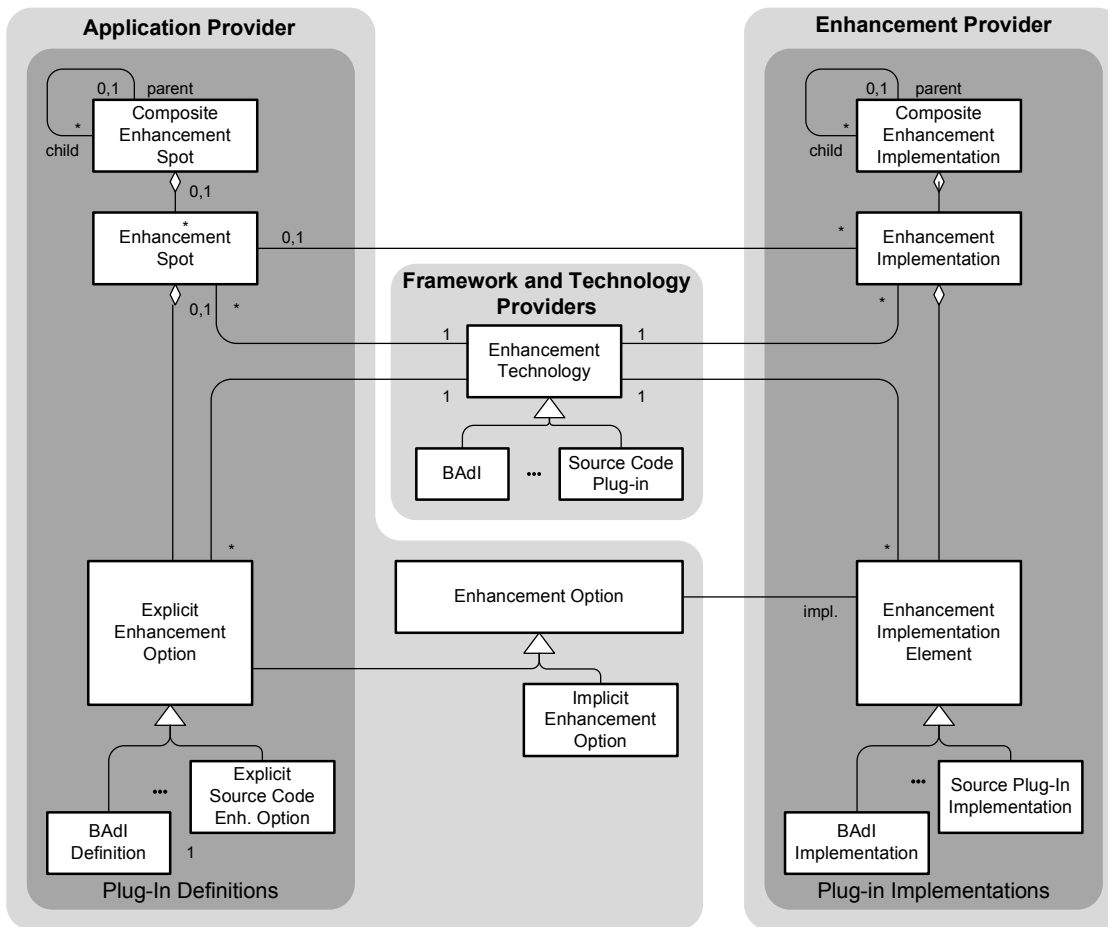 Application Provider
0,1
parent
Composite
Enhancement
Spot
*
child
0,1
*
Enhancement
Spot
0,1
0,1
*
*
Explicit
Enhancement
Option
...
Explicit
Source Code
Enh. Option
BAdI
Definition
1
Plug-In Definitions
Framework and Technology
Providers
1
1
Enhancement
Technology
1
1
BAdI
...
Source Code
Plug-in
Enhancement Option
Implicit
Enhancement
Option
Enhancement Provider
0,1
parent
Composite
Enhancement
Implementation
*
child
*
Enhancement
Implementation
*
*
impl.
Enhancement
Implementation
Element
...
Source Plug-In
Implementation
BAdI
Implementation
Plug-in Implementations